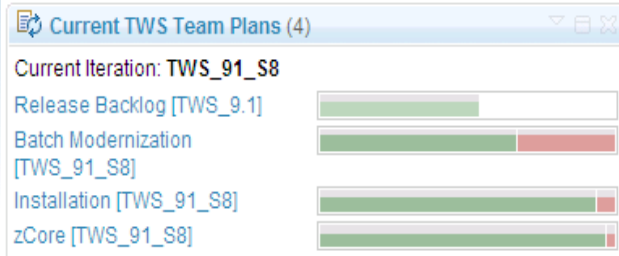 Current TWS Team Plans (4)
Current Iteration: TWS_91_S8
Release Backlog [TWS_9.1]
Batch Modernization
[TWS_91_S8]
Installation [TWS_91_S8]
zCore [TWS_91_S8]